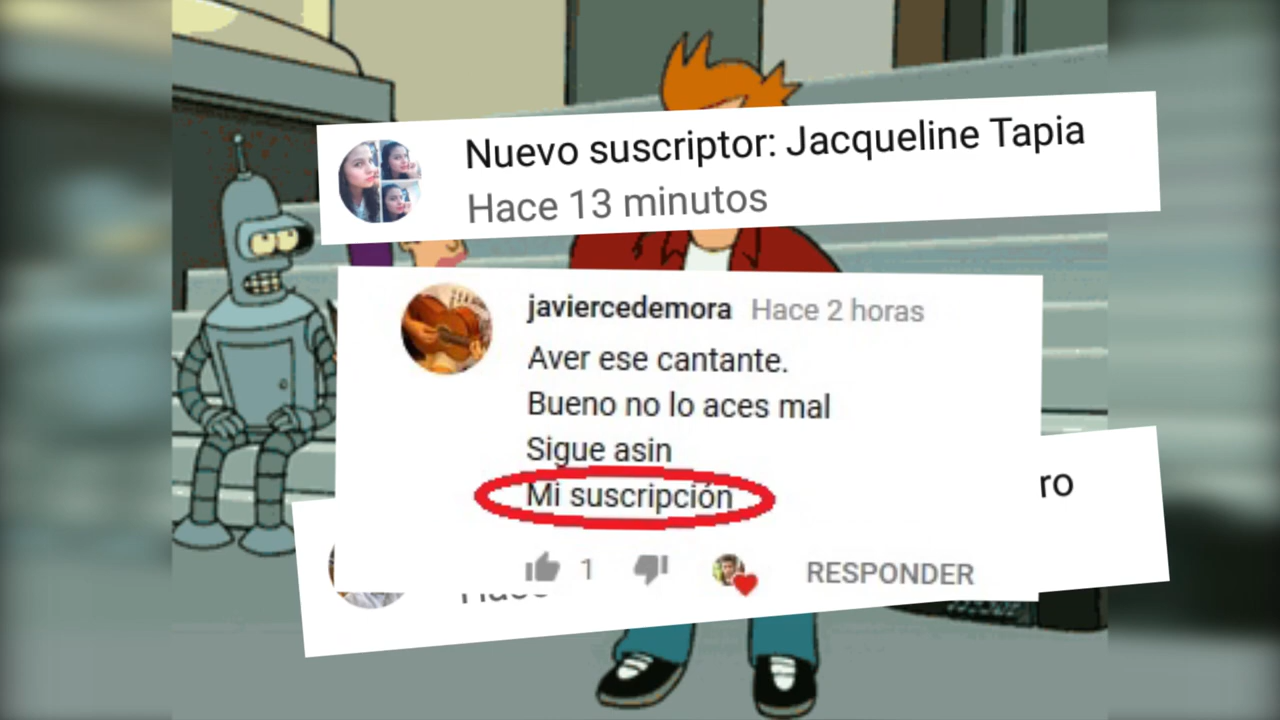 Nuevo suscriptor: Jacqueline Tapia
Hace 13 minutos
javiercedemora Hace 2 horas
Aver ese cantante.
Bueno no lo aces mal
Sigue asin
Mi suscripción
1
RESPONDER
ro